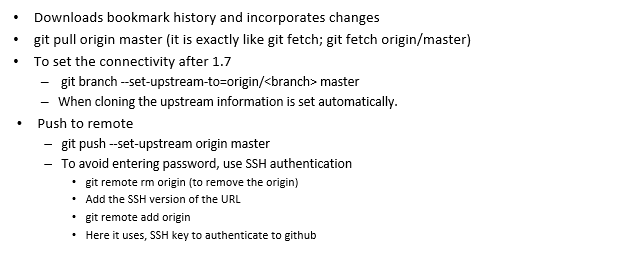 • Downloads bookmark history and incorporates changes
• git pull origin master (it is exactly like git fetch; git fetch origin/master)
• To set the connectivity after 1.7
– git branch --set-upstream-to=origin/<branch> master
– When cloning the upstream information is set automatically.
• Push to remote
– git push --set-upstream origin master
– To avoid entering password, use SSH authentication
• git remote rm origin (to remove the origin)
• Add the SSH version of the URL
• git remote add origin
• Here it uses, SSH key to authenticate to github